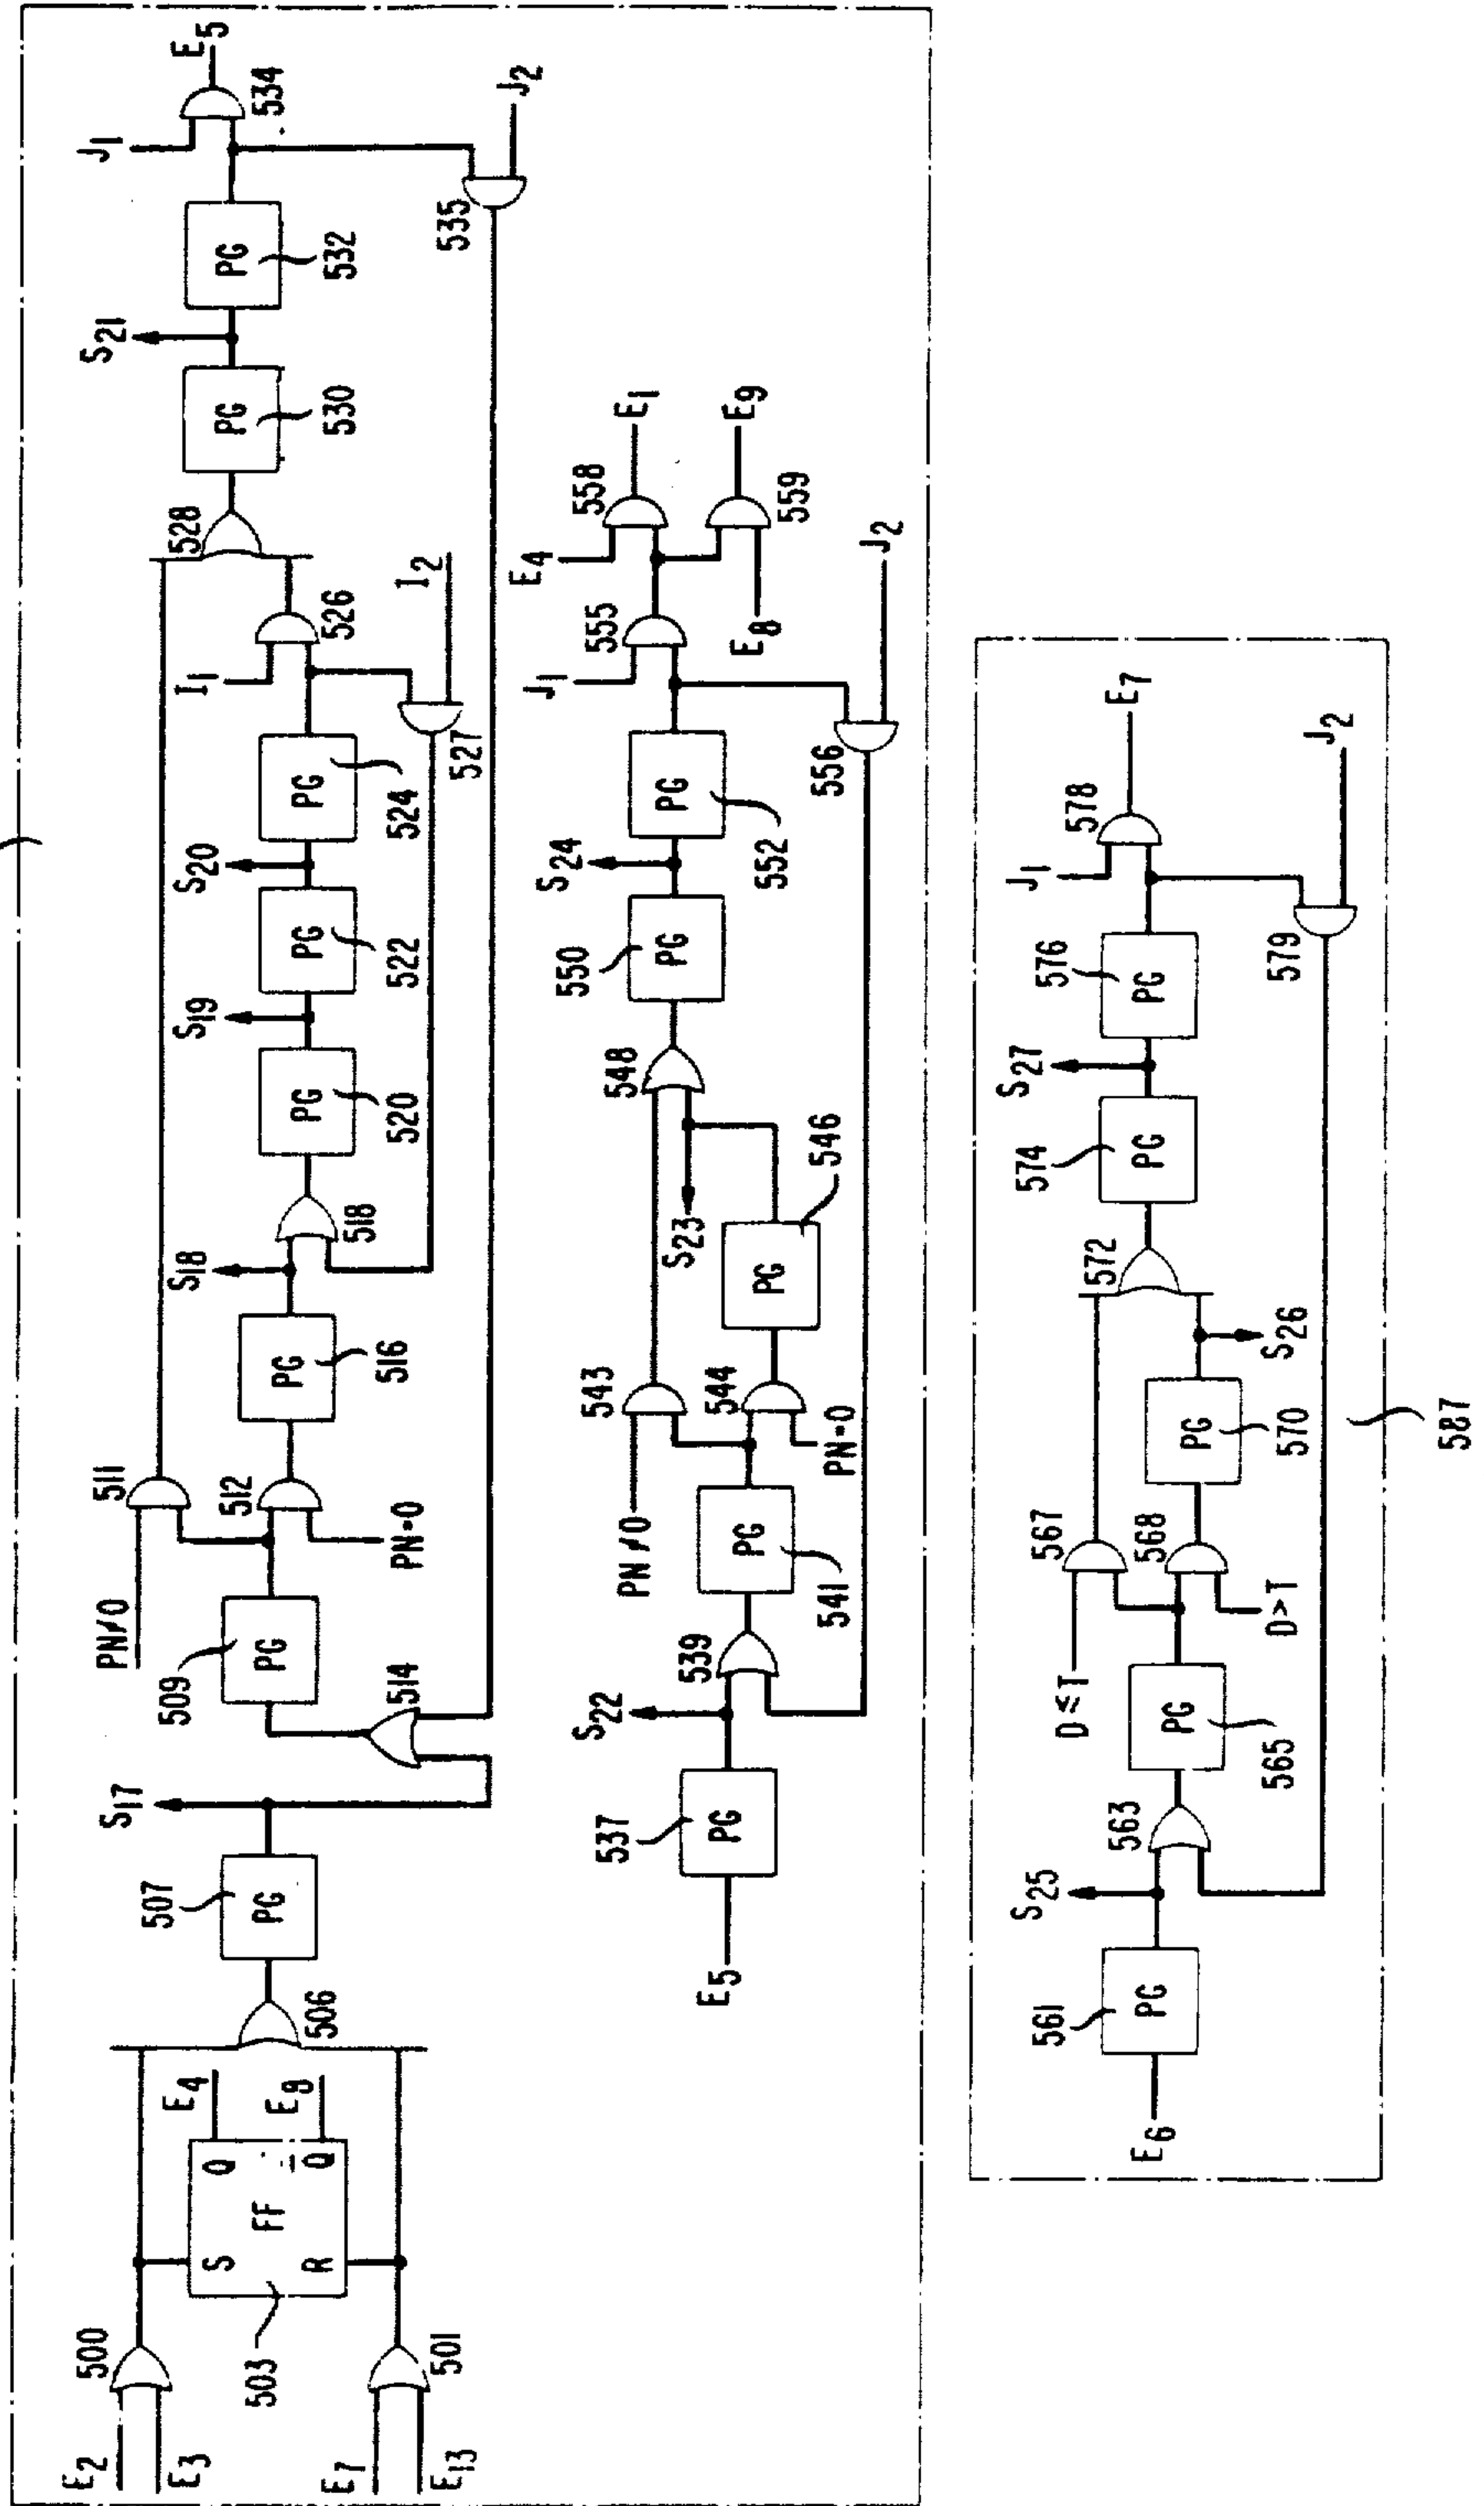 E2
E3
E7
E13
500
501
503
S
R
FF
Q
Q̅
E4
E8
506
507
PG
S17
514
509
PG
PN≠0
511
512
PN=0
PG
516
S18
518
PG
520
S19
PG
522
S20
PG
524
I1
526
527
I2
528
PG
530
S21
PG
532
J1
534
E5
535
J2
E5
537
PG
S22
539
PG
541
PN≠0
543
544
PN=0
PG
546
S23
548
550
PG
S24
PG
552
J1
555
556
J2
E4
558
E1
E8
559
E9
E6
561
PG
S25
563
PG
565
D≤T
567
568
D>T
PG
570
S26
572
574
PG
S27
576
PG
J1
578
E7
579
J2
587